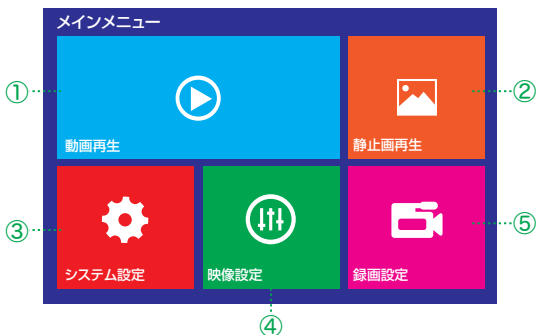 メインメニュー
①
動画再生
静止画再生
②
③
システム設定
映像設定
録画設定
⑤
④